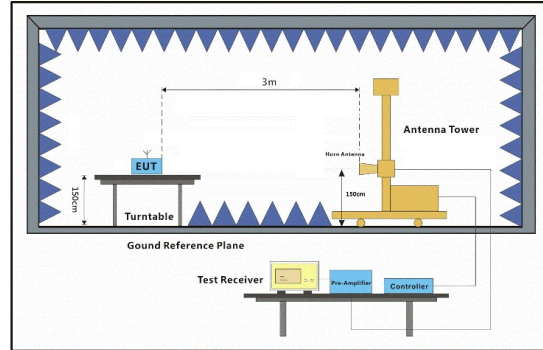 3m
Antenna Tower
Horn Antenna
EUT
150cm
150cm
Turntable
Gound Reference Plane
Test Receiver
Pre-Amplifier
Controller